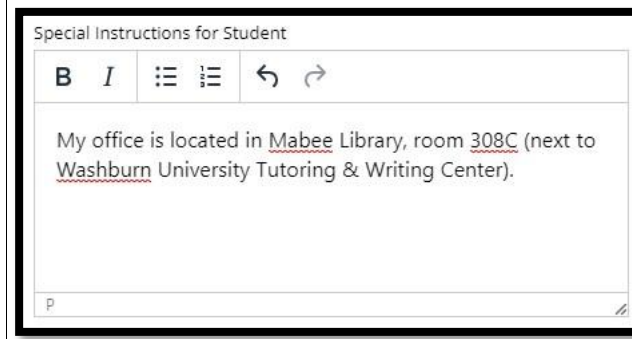 Special Instructions for Student
B I
My office is located in Mabee Library, room 308C (next to
Washburn University Tutoring & Writing Center).
P